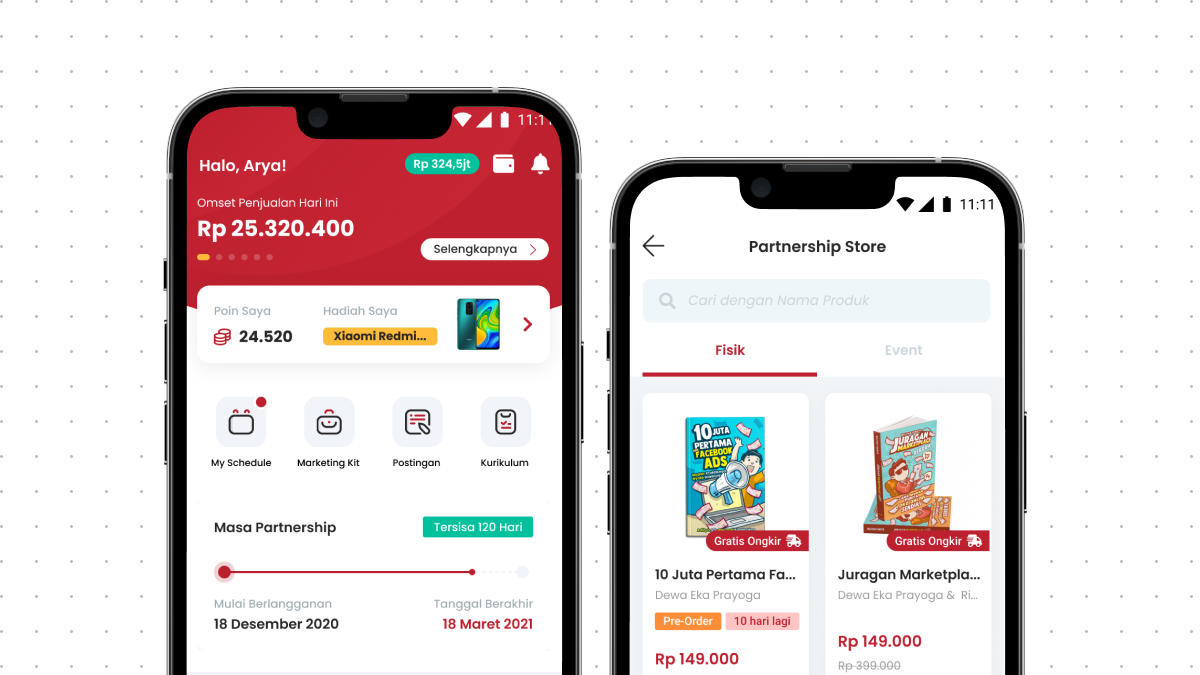 11:11
Halo, Arya!
Rp 324,5jt
Omset Penjualan Hari Ini
Rp 25.320.400
Selengkapnya
Poin Saya
24.520
Hadiah Saya
Xiaomi Redmi...
My Schedule
Marketing Kit
Postingan
Kurikulum
Masa Partnership
Tersisa 120 Hari
Mulai Berlangganan
18 Desember 2020
Tanggal Berakhir
18 Maret 2021
11:11
Partnership Store
Cari dengan Nama Produk
Fisik
Event
10 JUTA
PERTAMA
FACEBOOK
ADS
Gratis Ongkir
10 Juta Pertama Fa...
Dewa Eka Prayoga
Pre-Order
10 hari lagi
Rp 149.000
JURAGAN
MARKETPLACE
Gratis Ongkir
Juragan Marketpla...
Dewa Eka Prayoga & Ri...
Rp 149.000
Rp 399.000